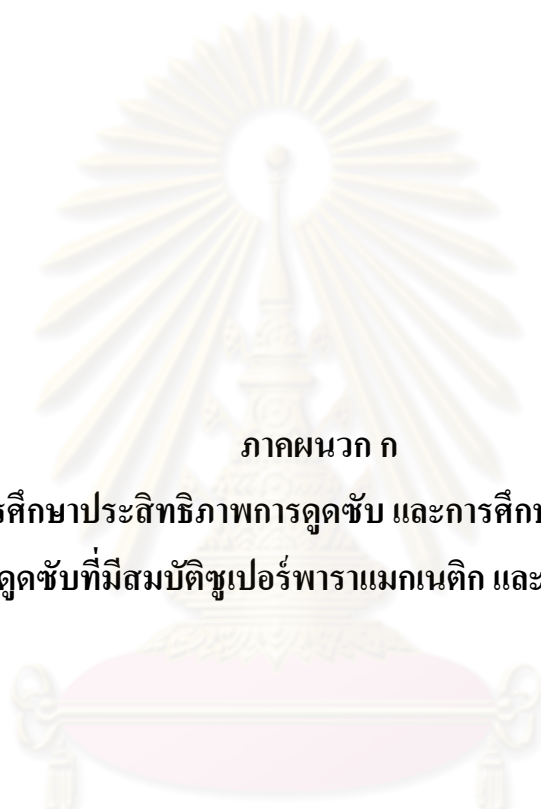 ภาคผนวก ก
ศึกษาประสิทธิภาพการดูดซับ และการศึกษ
ดูดซับที่มีสมบัติซูเปอร์พาราแมกเนติก และ